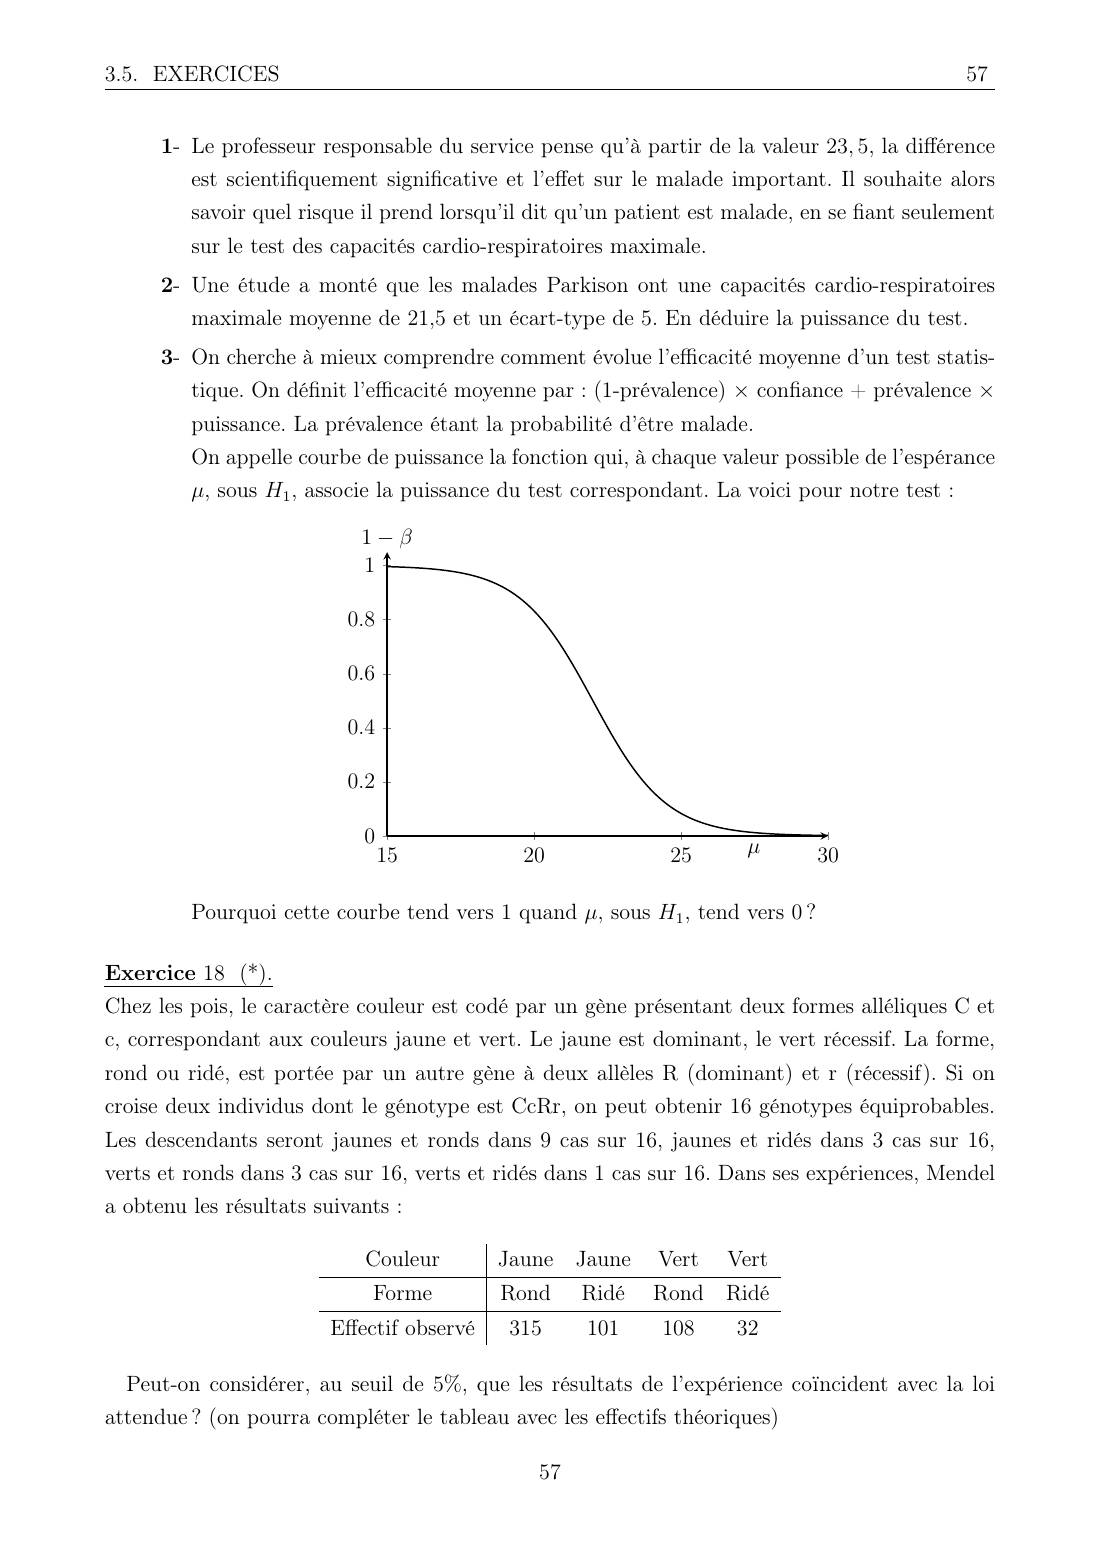 3.5. EXERCICES 57
1- Le professeur responsable du service pense qu'à partir de la valeur 23, 5, la différence
est scientifiquement significative et l'effet sur le malade important. Il souhaite alors
savoir quel risque il prend lorsqu'il dit qu'un patient est malade, en se fiant seulement
sur le test des capacités cardio-respiratoires maximale.
2- Une étude a monté que les malades Parkison ont une capacités cardio-respiratoires
maximale moyenne de 21,5 et un écart-type de 5. En déduire la puissance du test.
3- On cherche à mieux comprendre comment évolue l'efficacité moyenne d'un test statis-
tique. On définit l'efficacité moyenne par : (1-prévalence) × confiance + prévalence ×
puissance. La prévalence étant la probabilité d'être malade.
On appelle courbe de puissance la fonction qui, à chaque valeur possible de l'espérance
μ, sous H₁, associe la puissance du test correspondant. La voici pour notre test :
1 − β
1
0.8
0.6
0.4
0.2
0
15 20 25 30
μ
Pourquoi cette courbe tend vers 1 quand μ, sous H₁, tend vers 0 ?
Exercice 18 (*).
Chez les pois, le caractère couleur est codé par un gène présentant deux formes alléliques C et
c, correspondant aux couleurs jaune et vert. Le jaune est dominant, le vert récessif. La forme,
rond ou ridé, est portée par un autre gène à deux allèles R (dominant) et r (récessif). Si on
croise deux individus dont le génotype est CcRr, on peut obtenir 16 génotypes équiprobables.
Les descendants seront jaunes et ronds dans 9 cas sur 16, jaunes et ridés dans 3 cas sur 16,
verts et ronds dans 3 cas sur 16, verts et ridés dans 1 cas sur 16. Dans ses expériences, Mendel
a obtenu les résultats suivants :
Couleur Jaune Jaune Vert Vert
Forme Rond Ridé Rond Ridé
Effectif observé 315 101 108 32
Peut-on considérer, au seuil de 5%, que les résultats de l'expérience coïncident avec la loi
attendue ? (on pourra compléter le tableau avec les effectifs théoriques)
57